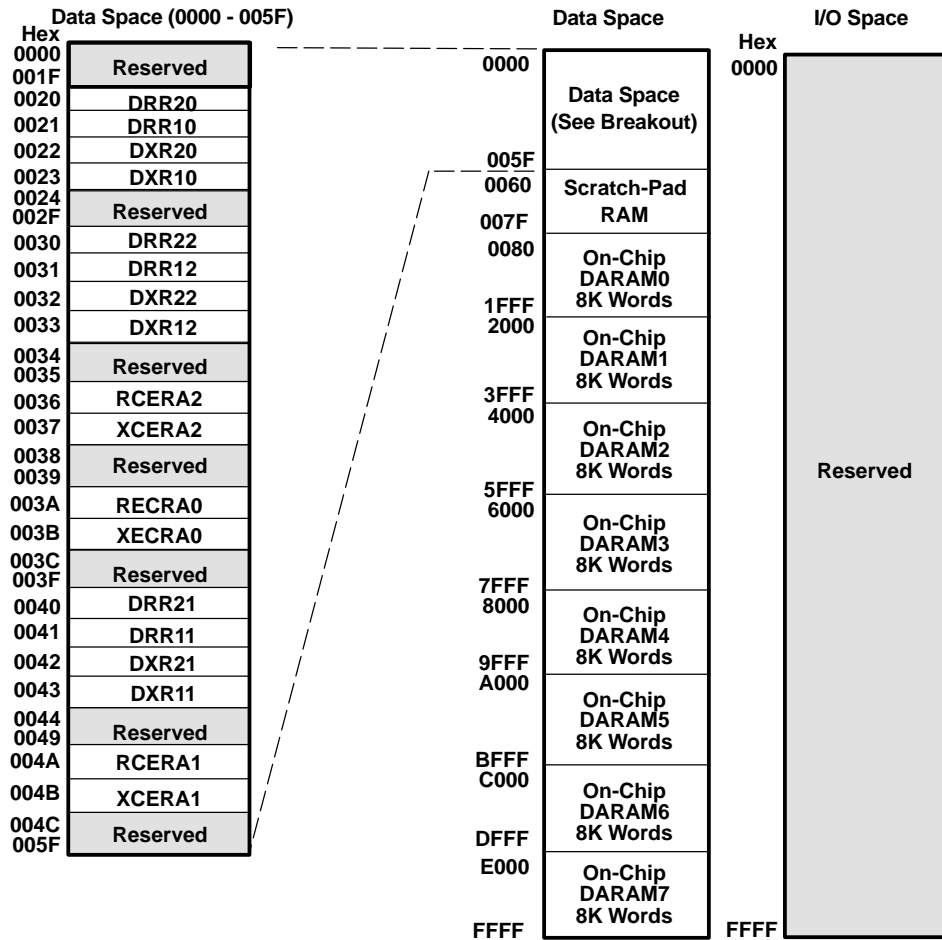 Data Space (0000 - 005F)
Hex
0000
001F
Reserved
0020
DRR20
0021
DRR10
0022
DXR20
0023
DXR10
0024
002F
Reserved
0030
DRR22
0031
DRR12
0032
DXR22
0033
DXR12
0034
0035
Reserved
0036
RCERA2
0037
XCERA2
0038
0039
Reserved
003A
RECRA0
003B
XECRA0
003C
003F
Reserved
0040
DRR21
0041
DRR11
0042
DXR21
0043
DXR11
0044
0049
Reserved
004A
RCERA1
004B
XCERA1
004C
005F
Reserved
Data Space
0000
Data Space
(See Breakout)
005F
0060
Scratch-Pad
RAM
007F
0080
On-Chip
DARAM0
8K Words
1FFF
2000
On-Chip
DARAM1
8K Words
3FFF
4000
On-Chip
DARAM2
8K Words
5FFF
6000
On-Chip
DARAM3
8K Words
7FFF
8000
On-Chip
DARAM4
8K Words
9FFF
A000
On-Chip
DARAM5
8K Words
BFFF
C000
On-Chip
DARAM6
8K Words
DFFF
E000
On-Chip
DARAM7
8K Words
FFFF
I/O Space
Hex
0000
Reserved
FFFF